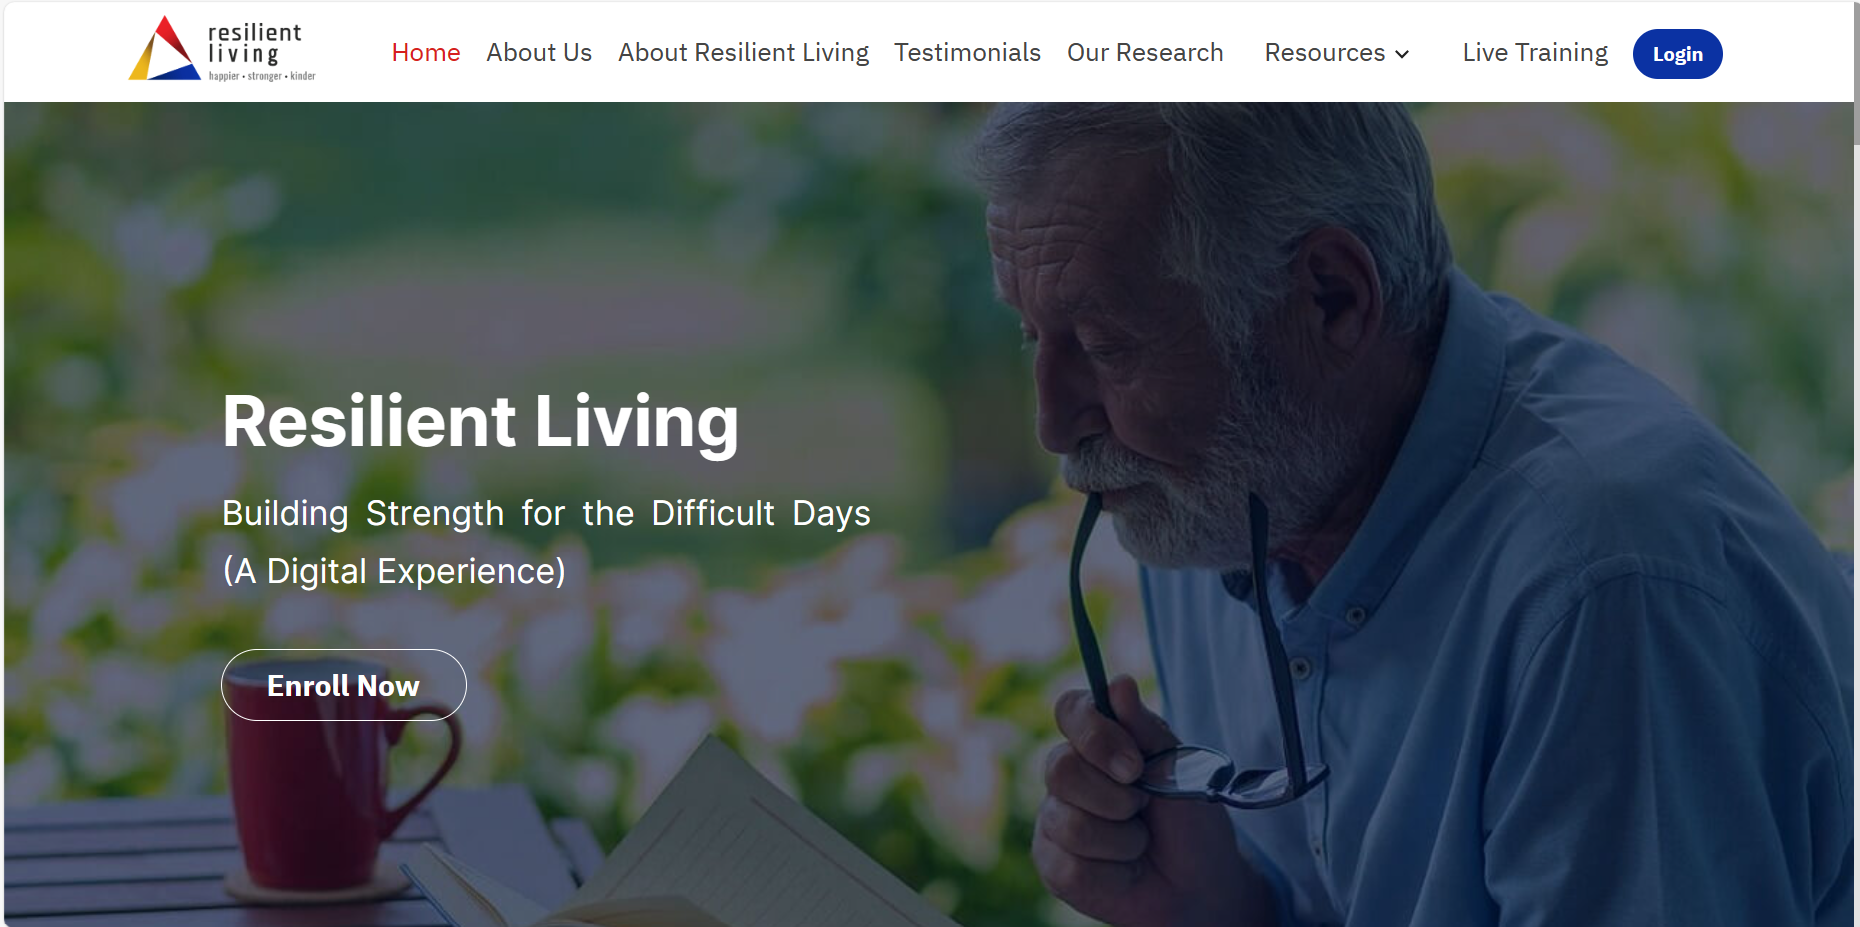 resilient
living
happier • stronger • kinder
Home
About Us
About Resilient Living
Testimonials
Our Research
Resources
Live Training
Login
Resilient Living
Building Strength for the Difficult Days
(A Digital Experience)
Enroll Now